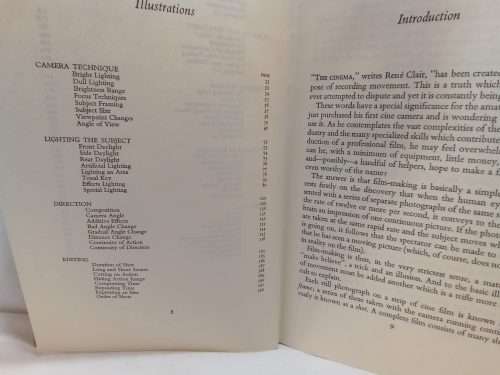 Illustrations
CAMERA TECHNIQUE
PAGE
Bright Lighting
Dull Lighting
Brightness Range
Focus Techniques
Subject Framing
Subject Size
Viewpoint Changes
Angle of View
LIGHTING THE SUBJECT
Front Daylight
Side Daylight
Rear Daylight
Artificial Lighting
Lighting an Area
Tonal Key
Effects Lighting
Special Lighting
DIRECTION
Composition
Camera Angle
Additive Effects
Bad Angle Change
Gradual Angle Change
Distance Change
Continuity of Action
Continuity of Direction
EDITING
Duration of View
Long and Short Scenes
Cutting on Action
Compressing Time
Expanding Time
Order of Shots
8
Introduction
"THE CINEMA," writes René Clair, "has been created
pose of recording movement. This is a truth which
ever attempted to dispute and yet it is constantly being
These words have a special significance for the ama
just purchased his first cine camera and is wondering
use it. As he contemplates the vast complexities of the
dustry and the many specialized skills which contribute
duction of a professional film, he may feel overwhelm
can he, with a minimum of equipment, little money,
and—possibly—a handful of helpers, hope to make a f
even worthy of the name?
The answer is that film-making is basically a simple
rests firstly on the discovery that when the human ey
sented with a series of separate photographs of the same
the rate of twelve or more per second, it conveys to the
brain an impression of one continuous picture. If the phot
are taken at the same rapid rate and the subject moves w
is going on, it follows that the spectator can be made to
that he has seen a moving picture (which, of course, does no
in reality on the film).
Film-making is thus, in the very strictest sense, a matt
"make believe", a trick and an illusion. And to the basic ill
of movement must be added another which is a trifle more
cult to explain.
Each still photograph on a strip of cine film is known
frame; a series of these taken with the camera running contin
ously is known as a shot. A complete film consists of many s
9